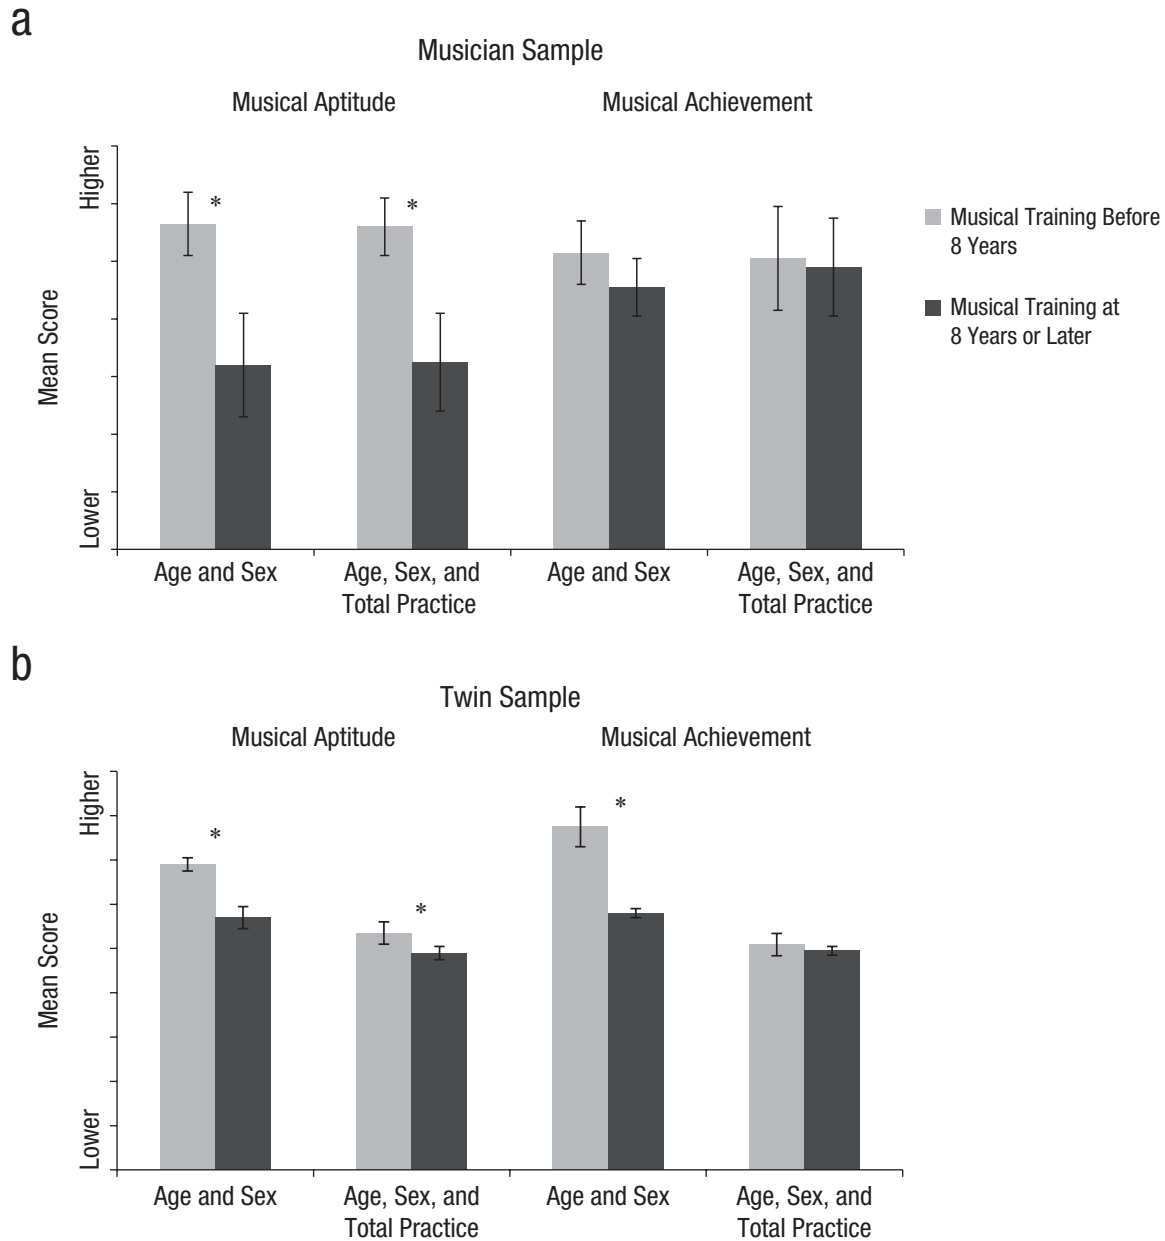 a
Musician Sample
Musical Aptitude
Musical Achievement
Higher
Mean Score
Lower
*
*
Musical Training Before
8 Years
Musical Training at
8 Years or Later
Age and Sex
Age, Sex, and
Total Practice
Age and Sex
Age, Sex, and
Total Practice
b
Twin Sample
Musical Aptitude
Musical Achievement
Higher
Mean Score
Lower
*
*
*
Age and Sex
Age, Sex, and
Total Practice
Age and Sex
Age, Sex, and
Total Practice